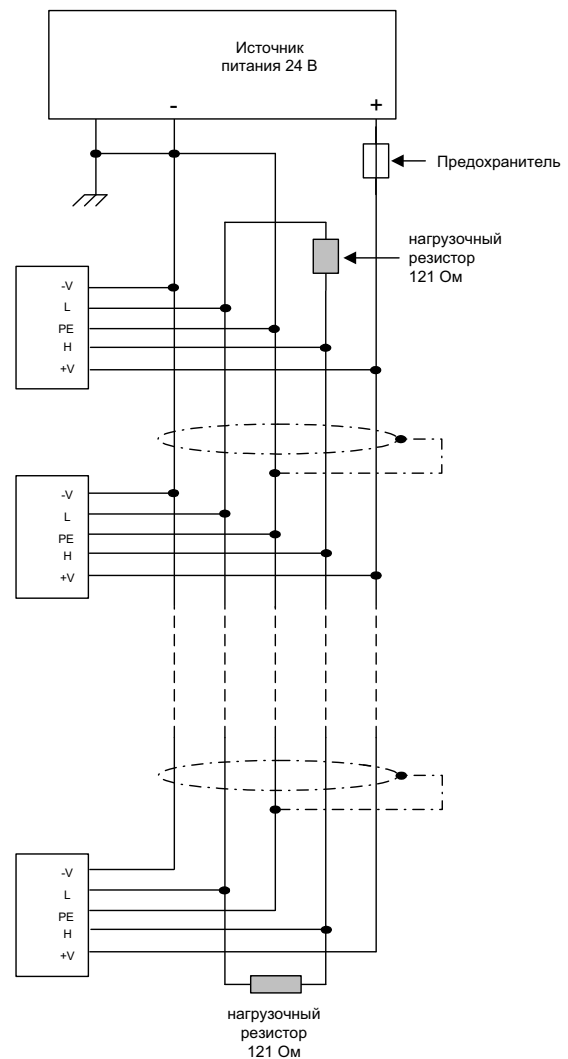 Источник
питания 24 В
-
+
Предохранитель
нагрузочный
резистор
121 Ом
-V
L
PE
H
+V
-V
L
PE
H
+V
-V
L
PE
H
+V
нагрузочный
резистор
121 Ом